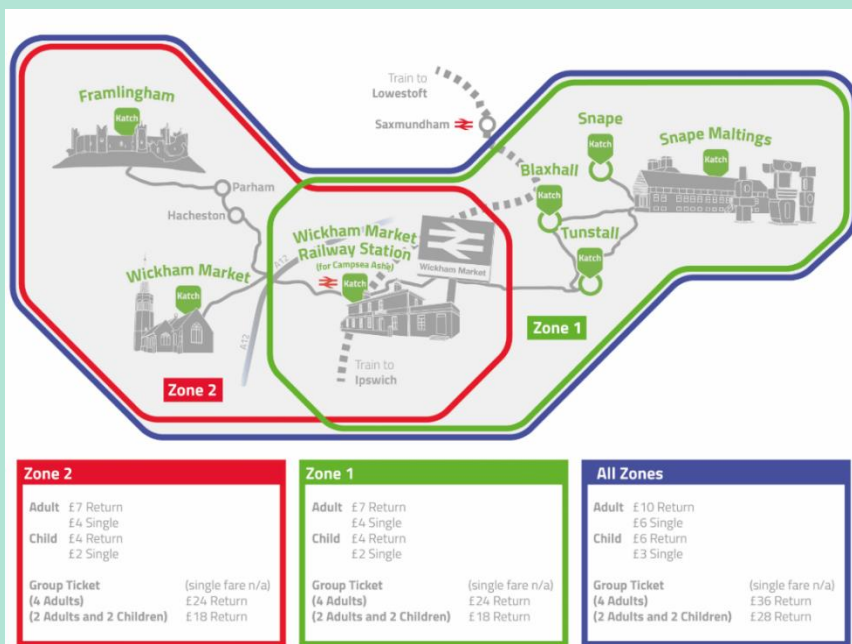 Train to
Lowestoft
Saxmundham
Framlingham
Katch
Snape
Katch
Snape Maltings
Katch
Blaxhall
Katch
Parham
Hacheston
Tunstall
Katch
Wickham Market
Railway Station
(for Campsea Ashe)
Katch
Wickham Market
A12
Wickham Market
Katch
A12
Train to
Ipswich
Zone 1
Zone 2
Zone 2
Adult £7 Return
£4 Single
Child £4 Return
£2 Single
Group Ticket (single fare n/a)
(4 Adults) £24 Return
(2 Adults and 2 Children) £18 Return
Zone 1
Adult £7 Return
£4 Single
Child £4 Return
£2 Single
Group Ticket (single fare n/a)
(4 Adults) £24 Return
(2 Adults and 2 Children) £18 Return
All Zones
Adult £10 Return
£6 Single
Child £6 Return
£3 Single
Group Ticket (single fare n/a)
(4 Adults) £36 Return
(2 Adults and 2 Children) £28 Return